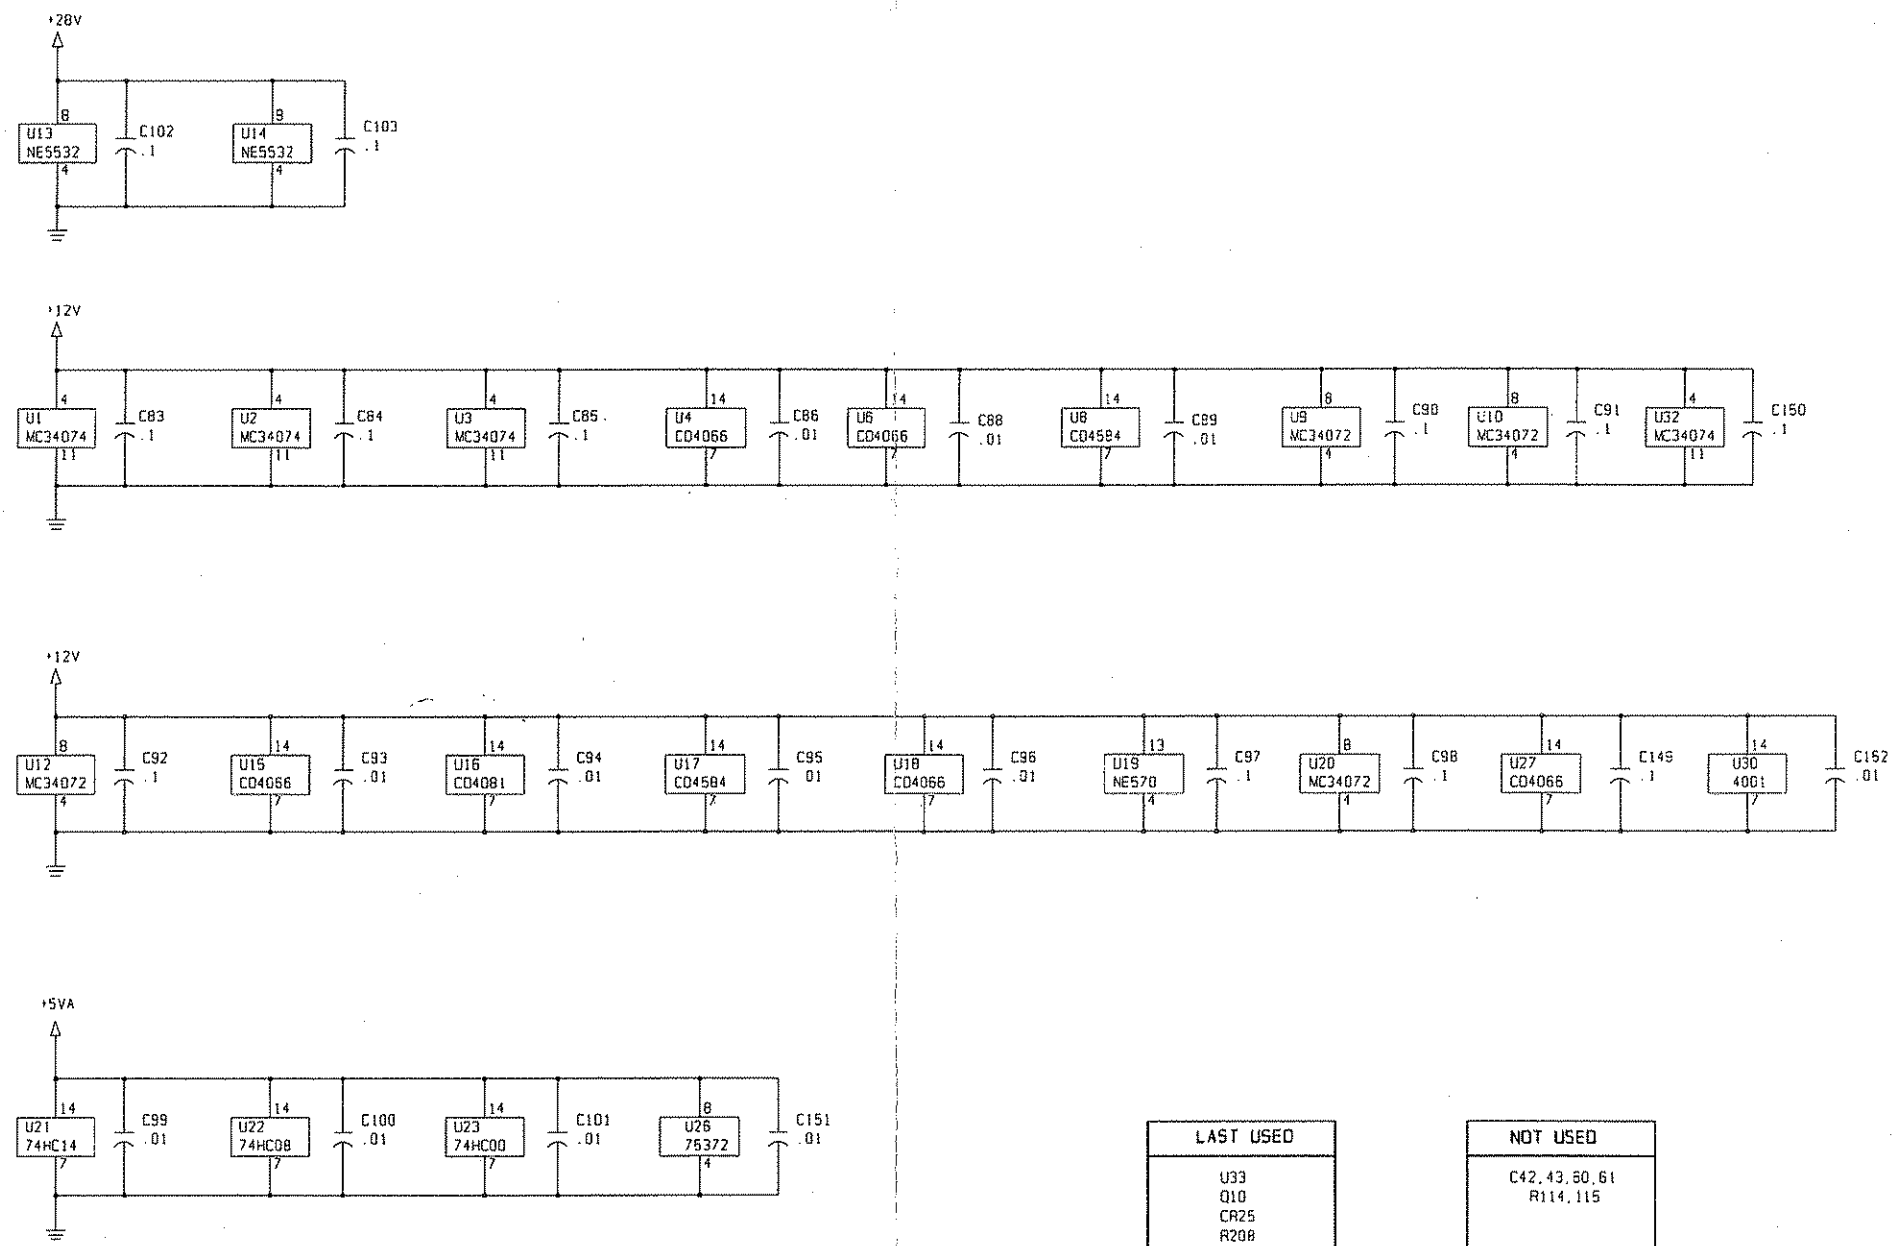 +28V
8
U13
NE5532
4
C102
.1
8
U14
NE5532
4
C103
.1
+12V
4
U1
MC34074
11
C83
.1
4
U2
MC34074
11
C84
.1
4
U3
MC34074
11
C85
.1
14
U4
CD4066
7
C86
.01
14
U6
CD4066
7
C88
.01
14
U8
CD4584
7
C89
.01
8
U9
MC34072
4
C90
.1
8
U10
MC34072
4
C91
.1
4
U32
MC34074
11
C150
.1
+12V
8
U12
MC34072
4
C92
.1
14
U15
CD4066
7
C93
.01
14
U16
CD4081
7
C94
.01
14
U17
CD4584
7
C95
01
14
U18
CD4066
7
C96
.01
13
U19
NE570
4
C97
.1
8
U20
MC34072
4
C98
.1
14
U27
CD4066
7
C149
.1
14
U30
4001
7
C152
.01
+5VA
14
U21
74HC14
7
C99
.01
14
U22
74HC08
7
C100
.01
14
U23
74HC00
7
C101
.01
8
U26
75372
4
C151
.01
LAST USED
U33
Q10
CR25
R208
NOT USED
C42,43,60,61
R114,115